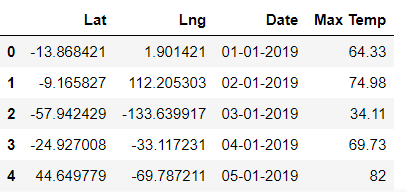 Lat Lng Date Max Temp
0 -13.868421 1.901421 01-01-2019 64.33
1 -9.165827 112.205303 02-01-2019 74.98
2 -57.942429 -133.639917 03-01-2019 34.11
3 -24.927008 -33.117231 04-01-2019 69.73
4 44.649779 -69.787211 05-01-2019 82